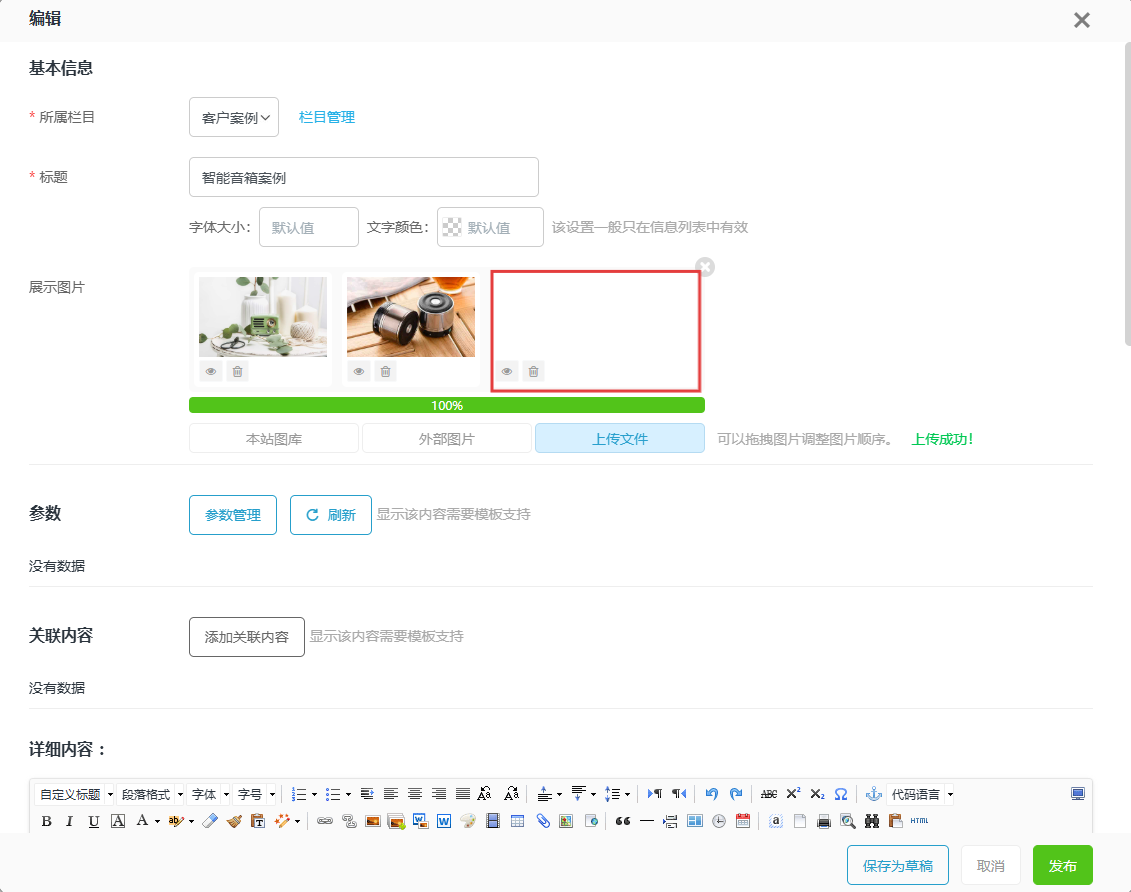 编辑
基本信息
* 所属栏目 客户案例 栏目管理
* 标题 智能音箱案例
字体大小： 默认值 文字颜色： 默认值 该设置一般只在信息列表中有效
展示图片
100%
本站图库 外部图片 上传文件 可以拖拽图片调整图片顺序。 上传成功！
参数 参数管理 刷新 显示该内容需要模板支持
没有数据
关联内容 添加关联内容 显示该内容需要模板支持
没有数据
详细内容：
自定义标题 段落格式 字体 字号 ABC X² X₂ Ω 代码语言
B I U A A ab T W W a HTML
保存为草稿 取消 发布